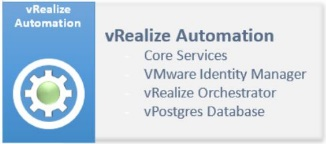 vRealize
Automation
vRealize Automation
Core Services
VMware Identity Manager
vRealize Orchestrator
vPostgres Database